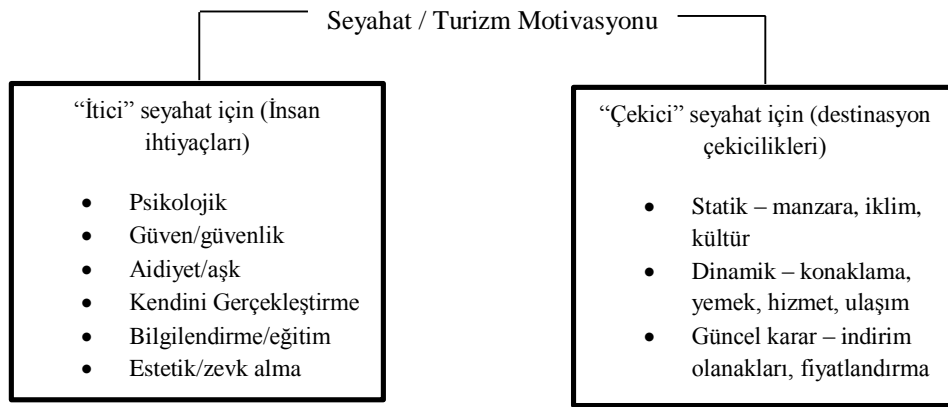 Seyahat / Turizm Motivasyonu
“İtici” seyahat için (İnsan
ihtiyaçları)
• Psikolojik
• Güven/güvenlik
• Aidiyet/aşk
• Kendini Gerçekleştirme
• Bilgilendirme/eğitim
• Estetik/zevk alma
“Çekici” seyahat için (destinasyon
çekicilikleri)
• Statik – manzara, iklim,
kültür
• Dinamik – konaklama,
yemek, hizmet, ulaşım
• Güncel karar – indirim
olanakları, fiyatlandırma